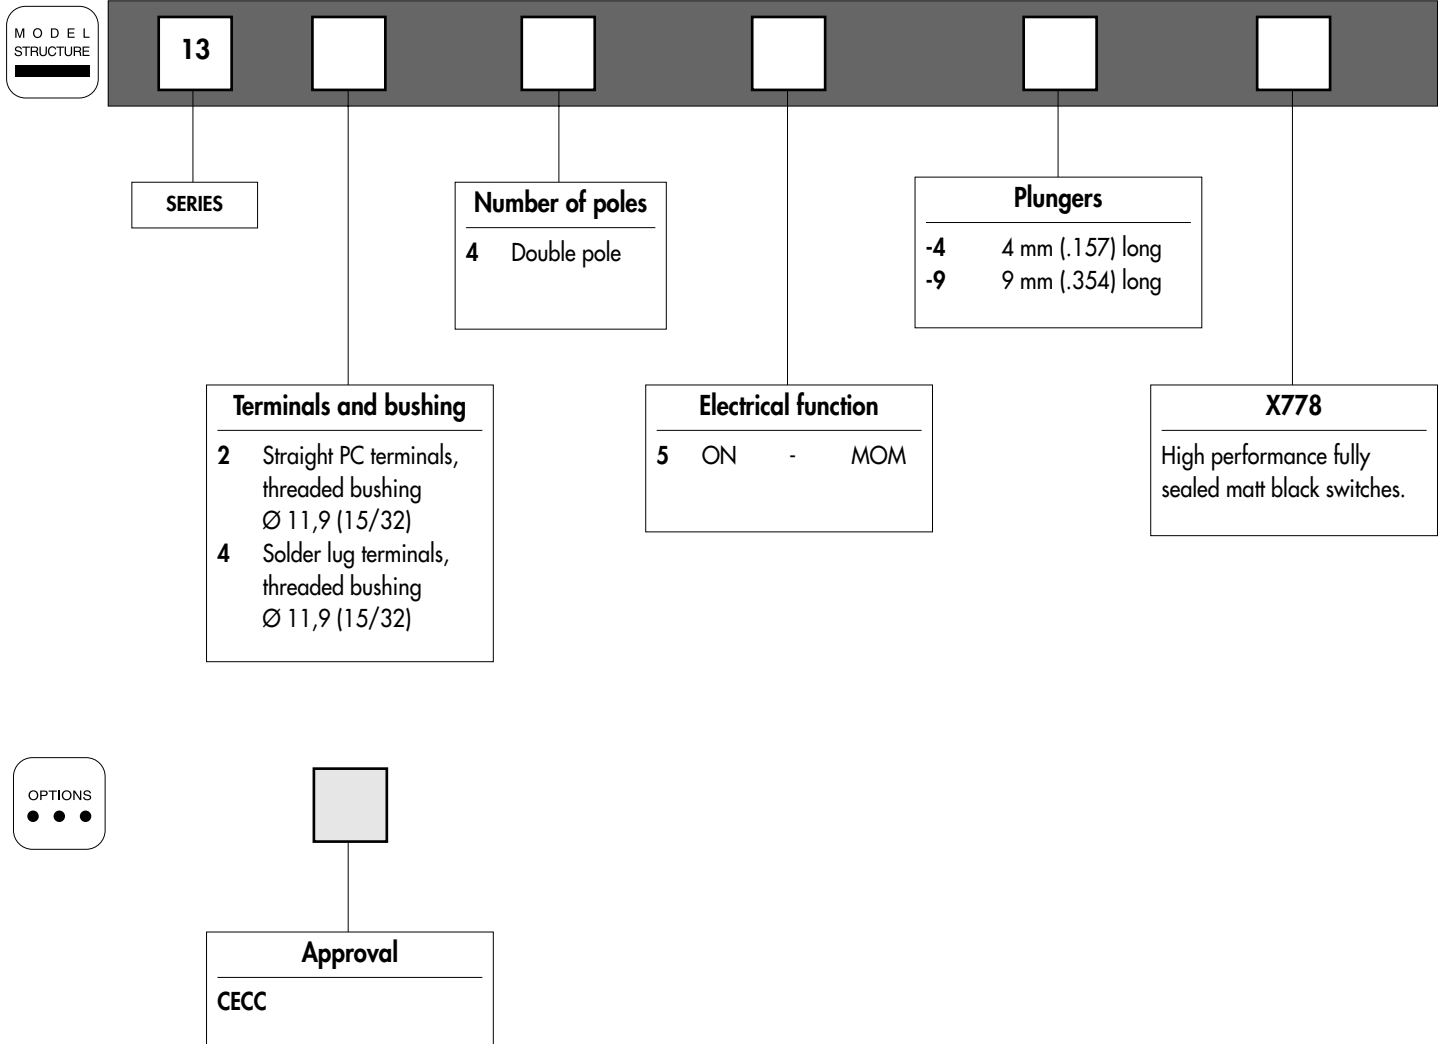 MODEL
STRUCTURE
13
SERIES
Number of poles
4 Double pole
Plungers
-4 4 mm (.157) long
-9 9 mm (.354) long
Terminals and bushing
2 Straight PC terminals,
threaded bushing
Ø 11,9 (15/32)
4 Solder lug terminals,
threaded bushing
Ø 11,9 (15/32)
Electrical function
5 ON - MOM
X778
High performance fully
sealed matt black switches.
OPTIONS
Approval
CECC